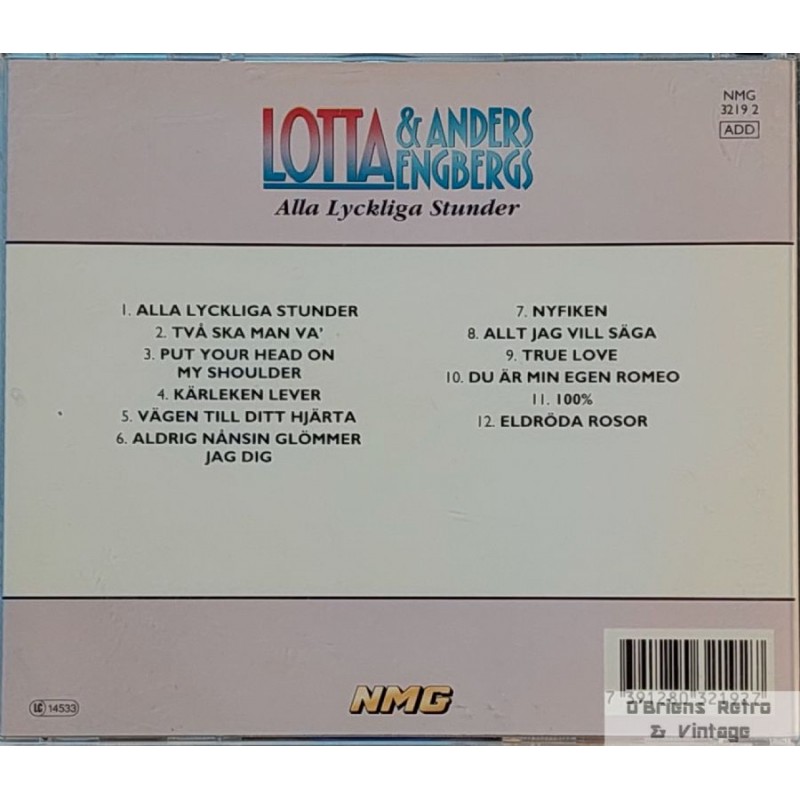 LOTTA & ANDERS
ENGBERGS
Alla Lyckliga Stunder
NMG
3219 2
ADD
1. ALLA LYCKLIGA STUNDER
2. TVÅ SKA MAN VA'
3. PUT YOUR HEAD ON
MY SHOULDER
4. KÄRLEKEN LEVER
5. VÄGEN TILL DITT HJÄRTA
6. ALDRIG NÅNSIN GLÖMMER
JAG DIG
7. NYFIKEN
8. ALLT JAG VILL SÄGA
9. TRUE LOVE
10. DU ÄR MIN EGEN ROMEO
11. 100%
12. ELDRÖDA ROSOR
LC 14533
NMG
7 391280 321927
O'Briens Retro
& Vintage